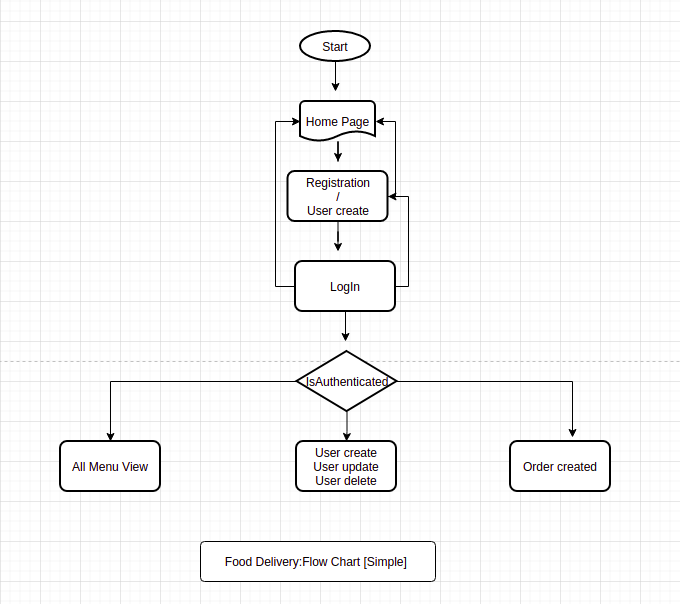 Start
Home Page
Registration
/
User create
LogIn
IsAuthenticated
All Menu View
User create
User update
User delete
Order created
Food Delivery:Flow Chart [Simple]